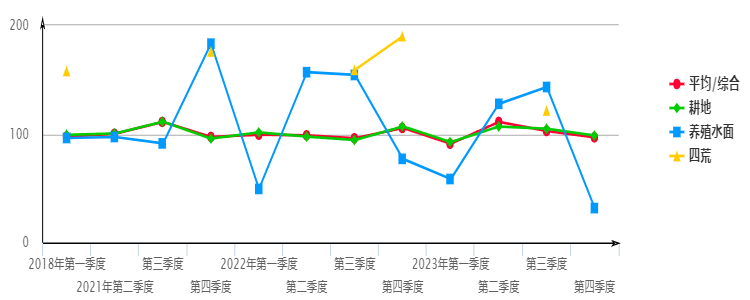 200
100
0
2018年第一季度 第三季度 2022年第一季度 第三季度 2023年第一季度 第三季度
2021年第二季度 第四季度 第二季度 第四季度 第二季度 第四季度
平均/综合
耕地
养殖水面
四荒